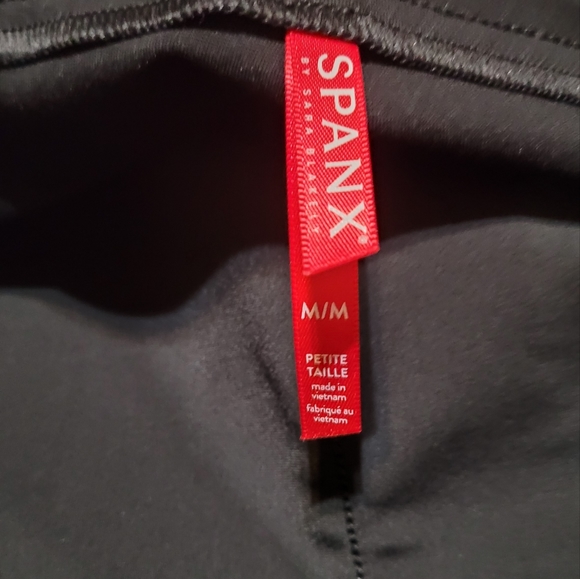 SPANX®
BY SARA BLAKELY
M/M
PETITE
TAILLE
made in
vietnam
fabriqué au
vietnam